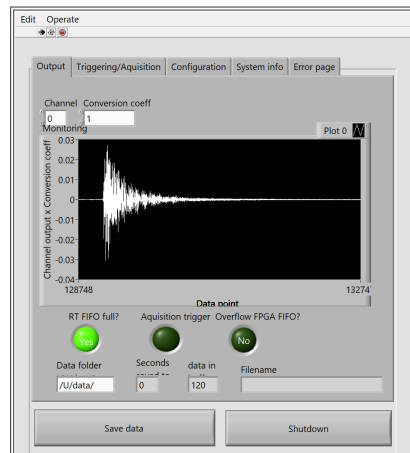 Edit Operate
Output Triggering/Aquisition Configuration System info Error page
Channel Conversion coeff
0 1
Monitoring
Plot 0
Channel output x Conversion coeff
0.03
0.02
0.01
0
-0.01
-0.02
-0.03
-0.04
128748
Data point
RT FIFO full? Aquisition trigger Overflow FPGA FIFO?
Yes No
Data folder Seconds data in Filename
/U/data/ 0 120
Save data Shutdown